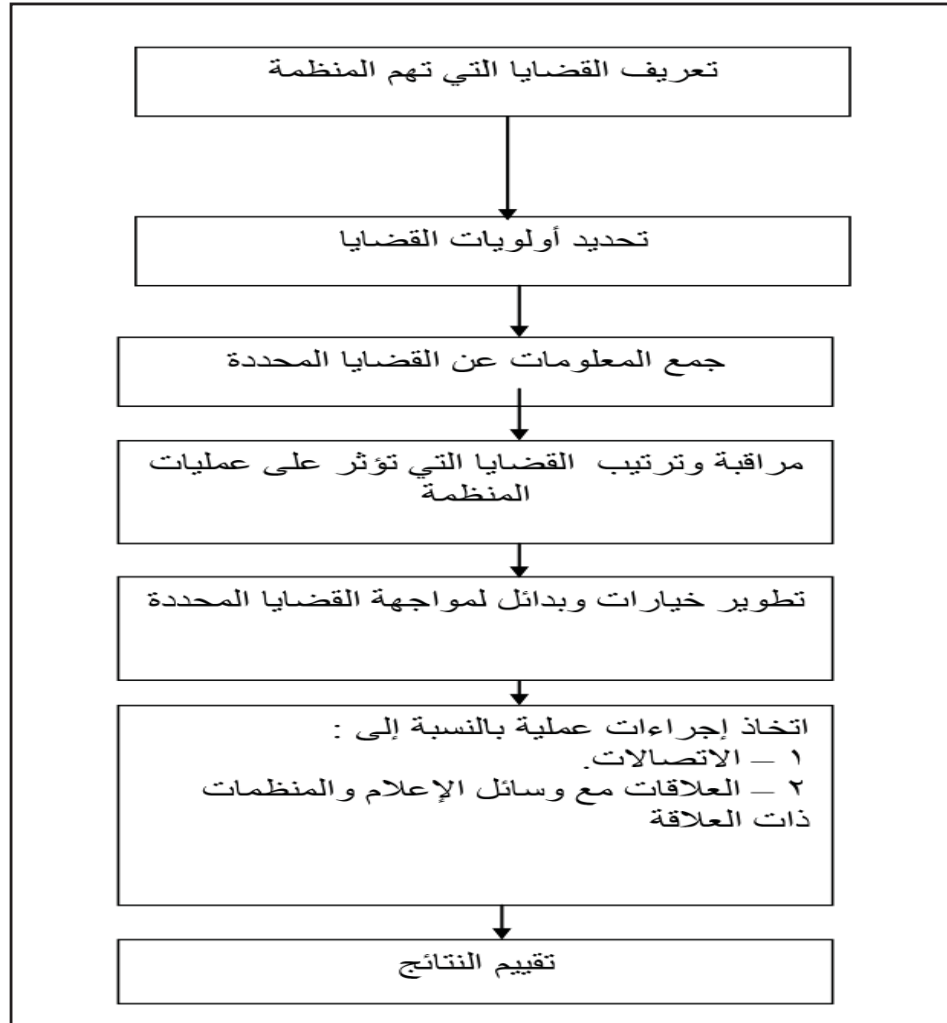 تعريف القضايا التي تهم المنظمة
تحديد أولويات القضايا
جمع المعلومات عن القضايا المحددة
مراقبة وترتيب القضايا التي تؤثر على عمليات
المنظمة
تطوير خيارات وبدائل لمواجهة القضايا المحددة
اتخاذ إجراءات عملية بالنسبة إلى :
١ – الاتصالات.
٢ – العلاقات مع وسائل الإعلام والمنظمات
ذات العلاقة
تقييم النتائج